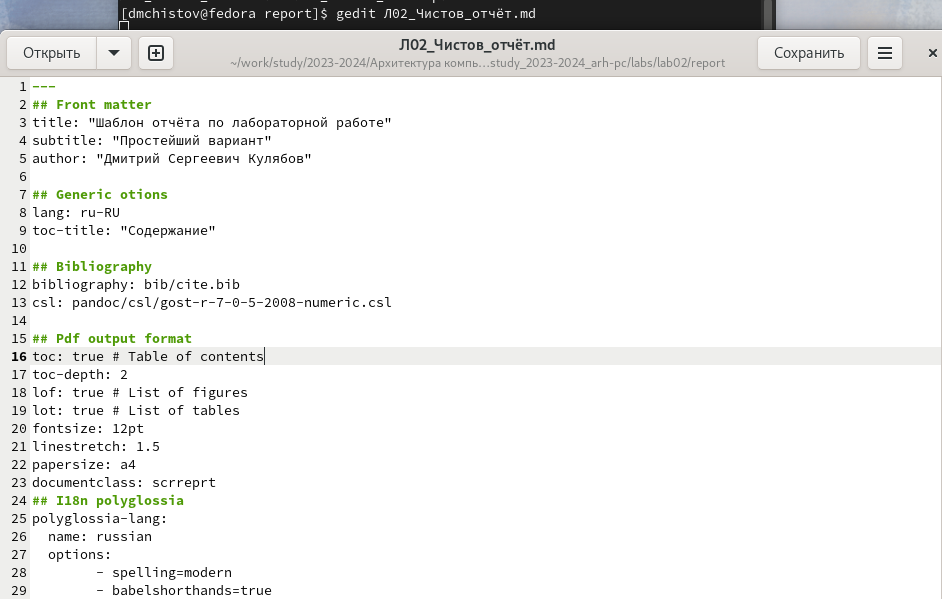 [dmchistov@fedora report]$ gedit Л02_Чистов_отчёт.md
Открыть
Л02_Чистов_отчёт.md
~/work/study/2023-2024/Архитектура компь…study_2023-2024_arh-pc/labs/lab02/report
Сохранить
1 ---
2 ## Front matter
3 title: "Шаблон отчёта по лабораторной работе"
4 subtitle: "Простейший вариант"
5 author: "Дмитрий Сергеевич Кулябов"
6
7 ## Generic otions
8 lang: ru-RU
9 toc-title: "Содержание"
10
11 ## Bibliography
12 bibliography: bib/cite.bib
13 csl: pandoc/csl/gost-r-7-0-5-2008-numeric.csl
14
15 ## Pdf output format
16 toc: true # Table of contents
17 toc-depth: 2
18 lof: true # List of figures
19 lot: true # List of tables
20 fontsize: 12pt
21 linestretch: 1.5
22 papersize: a4
23 documentclass: scrreprt
24 ## I18n polyglossia
25 polyglossia-lang:
26   name: russian
27   options:
28         - spelling=modern
29         - babelshorthands=true